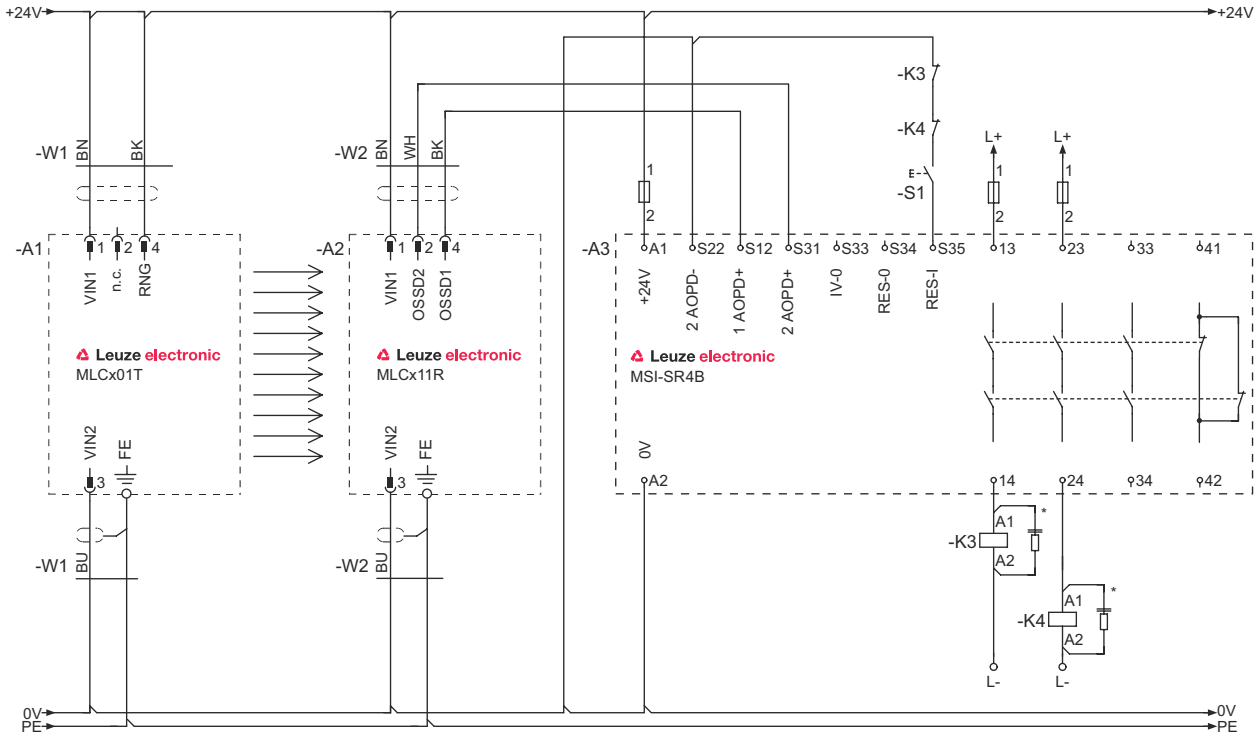 +24V
+24V
-K3
-K4
-S1
E
-W1
BN
BK
-W2
BN
WH
BK
1
2
L+
1
2
L+
1
2
-A1
1
2
4
VIN1
n.c.
RNG
Leuze electronic
MLCx01T
VIN2
FE
3
-A2
1
2
4
VIN1
OSSD2
OSSD1
Leuze electronic
MLCx11R
VIN2
FE
3
-A3
A1
S22
S12
S31
S33
S34
S35
13
23
33
41
+24V
2 AOPD-
1 AOPD+
2 AOPD+
IV-0
RES-0
RES-I
Leuze electronic
MSI-SR4B
0V
A2
14
24
34
42
-W1
BU
-W2
BU
-K3
A1
A2
*
-K4
A1
A2
*
L-
L-
0V
0V
PE
PE